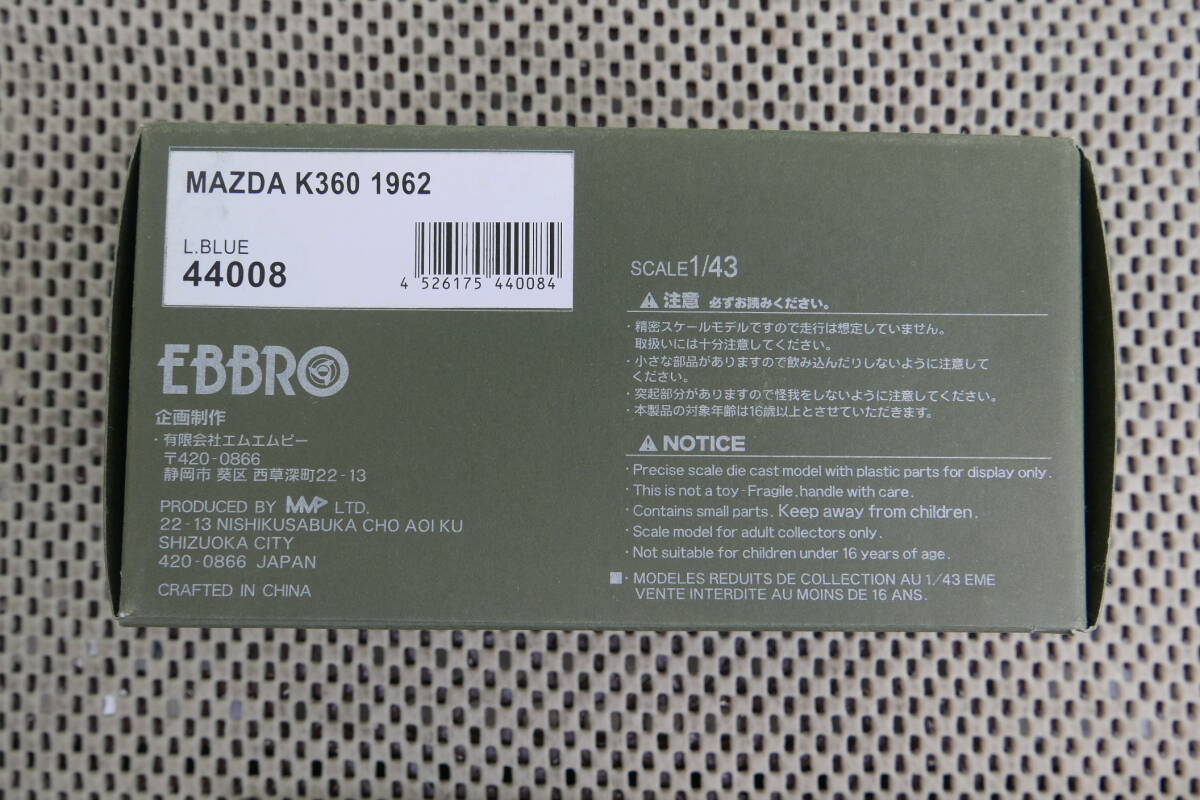 MAZDA K360 1962
L.BLUE
44008
4 526175 440084
EBBRO
企画制作
・有限会社エムエムピー
〒420-0866
静岡市 葵区 西草深町22-13
PRODUCED BY MMP LTD.
22-13 NISHIKUSABUKA CHO AOI KU
SHIZUOKA CITY
420-0866 JAPAN
CRAFTED IN CHINA
SCALE1/43
注意 必ずお読みください。
・精密スケールモデルですので走行は想定していません。
取扱いには十分注意してください。
・小さな部品がありますので飲み込んだりしないように注意して
ください。
・突起部分がありますので怪我をしないように注意してください。
・本製品の対象年齢は16歳以上とさせていただきます。
NOTICE
・Precise scale die cast model with plastic parts for display only.
・This is not a toy・Fragile, handle with care.
・Contains small parts. Keep away from children.
・Scale model for adult collectors only.
・Not suitable for children under 16 years of age.
■・MODELES REDUITS DE COLLECTION AU 1/43 EME
VENTE INTERDITE AU MOINS DE 16 ANS.